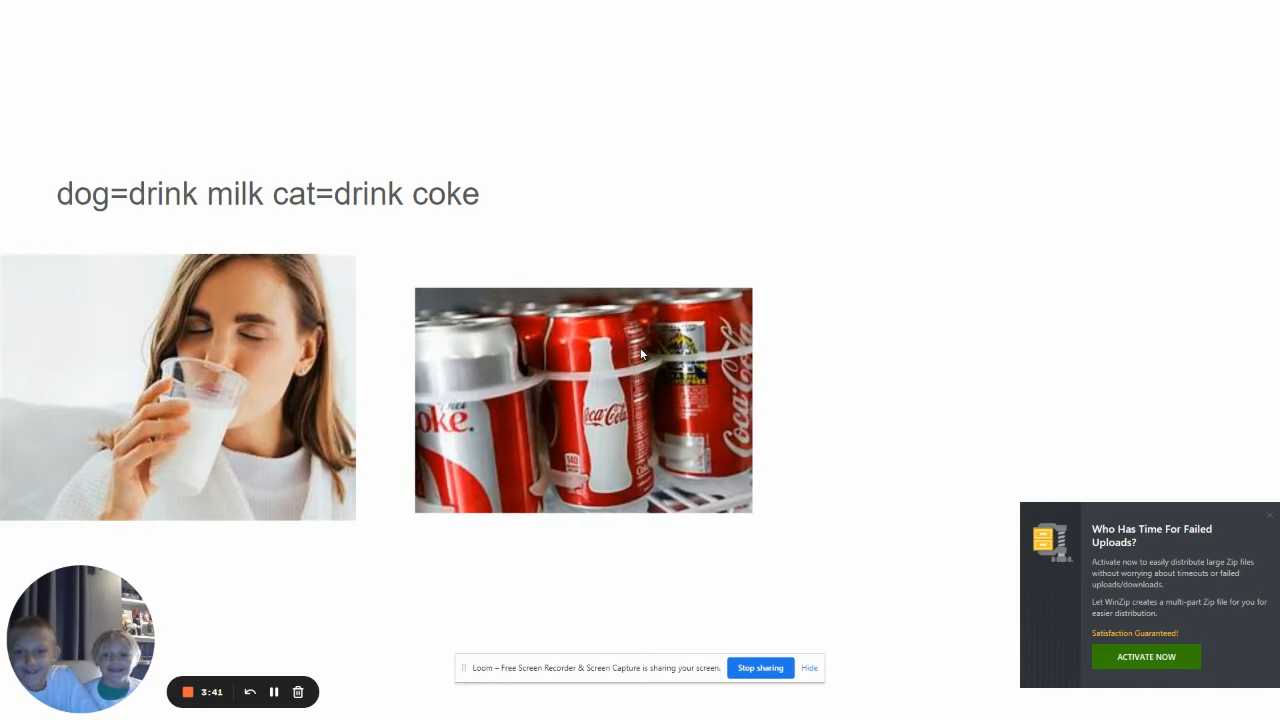 dog=drink milk cat=drink coke
oke.
Coca-Cola
Coca-Cola
Who Has Time For Failed
Uploads?
Activate now to easily distribute large Zip files
without worrying about timeouts or failed
uploads/downloads.
Let WinZip creates a multi-part Zip file for you for
easier distribution.
Satisfaction Guaranteed!
ACTIVATE NOW
Loom – Free Screen Recorder & Screen Capture is sharing your screen.
Stop sharing
Hide
3:41